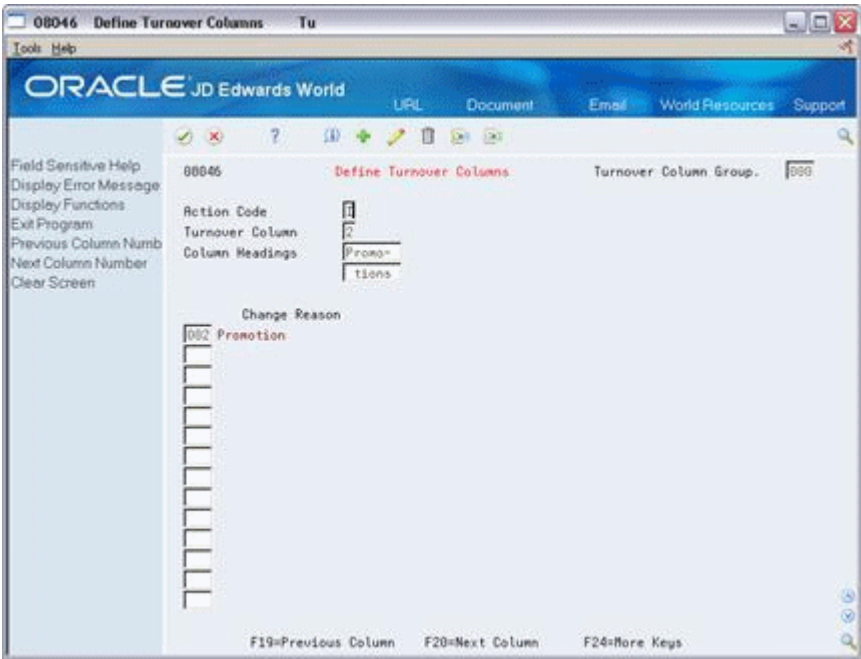 08046 Define Turnover Columns Tu
Tools Help
ORACLE JD Edwards World
URL Document Email World Resources Support
Field Sensitive Help
Display Error Message
Display Functions
Exit Program
Previous Column Numb
Next Column Number
Clear Screen
08046 Define Turnover Columns Turnover Column Group. 080
Action Code I
Turnover Column 2
Column Headings Promo-
tions
Change Reason
002 Promotion
F19=Previous Column F20=Next Column F24=More Keys